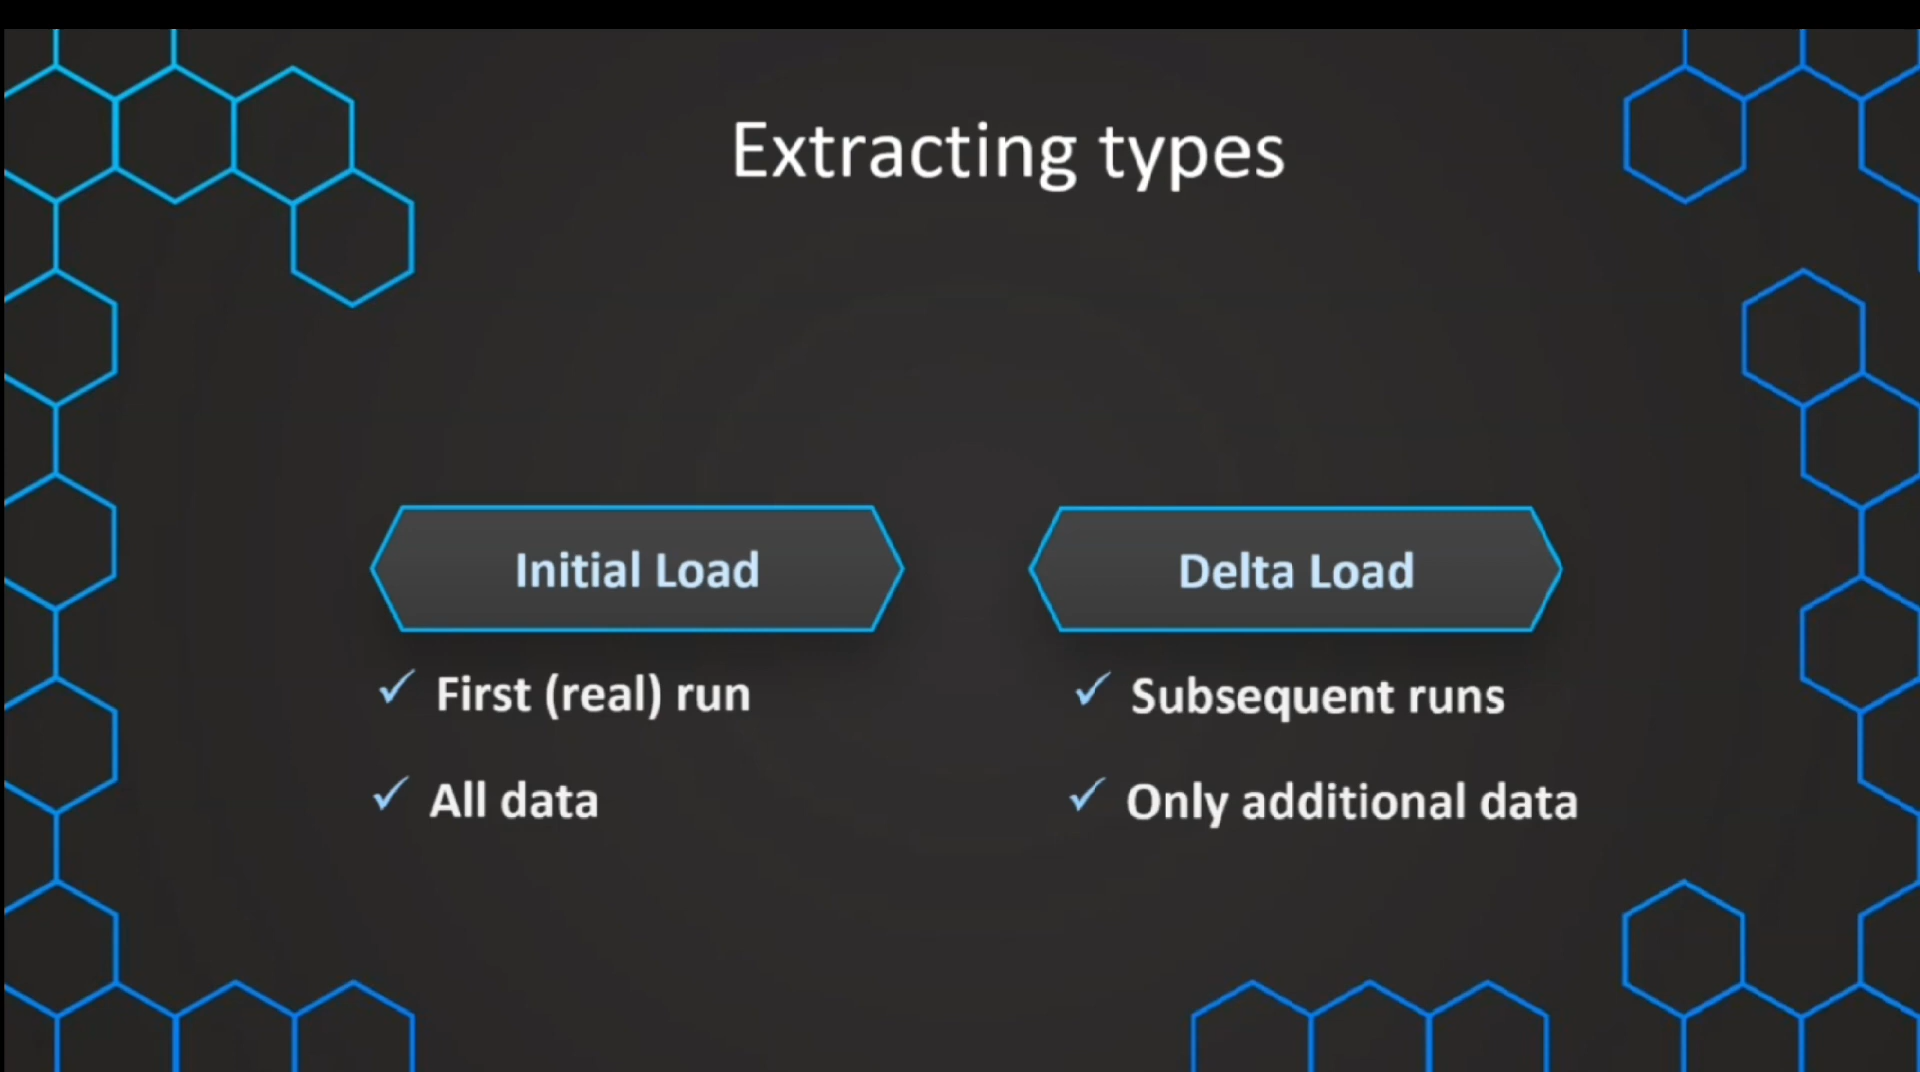 Extracting types
Initial Load
✓ First (real) run
✓ All data
Delta Load
✓ Subsequent runs
✓ Only additional data